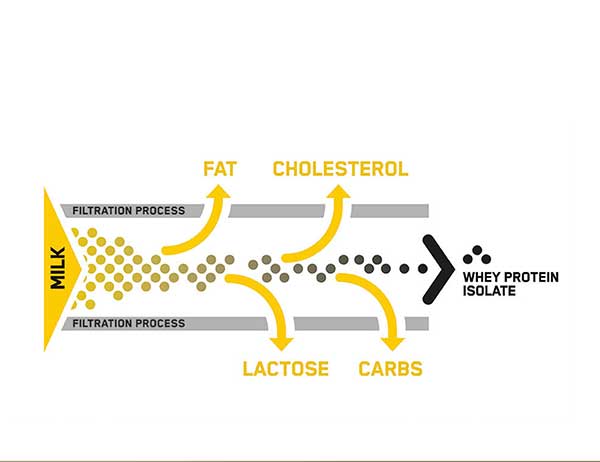 FAT
CHOLESTEROL
FILTRATION PROCESS
MILK
WHEY PROTEIN
ISOLATE
FILTRATION PROCESS
LACTOSE
CARBS